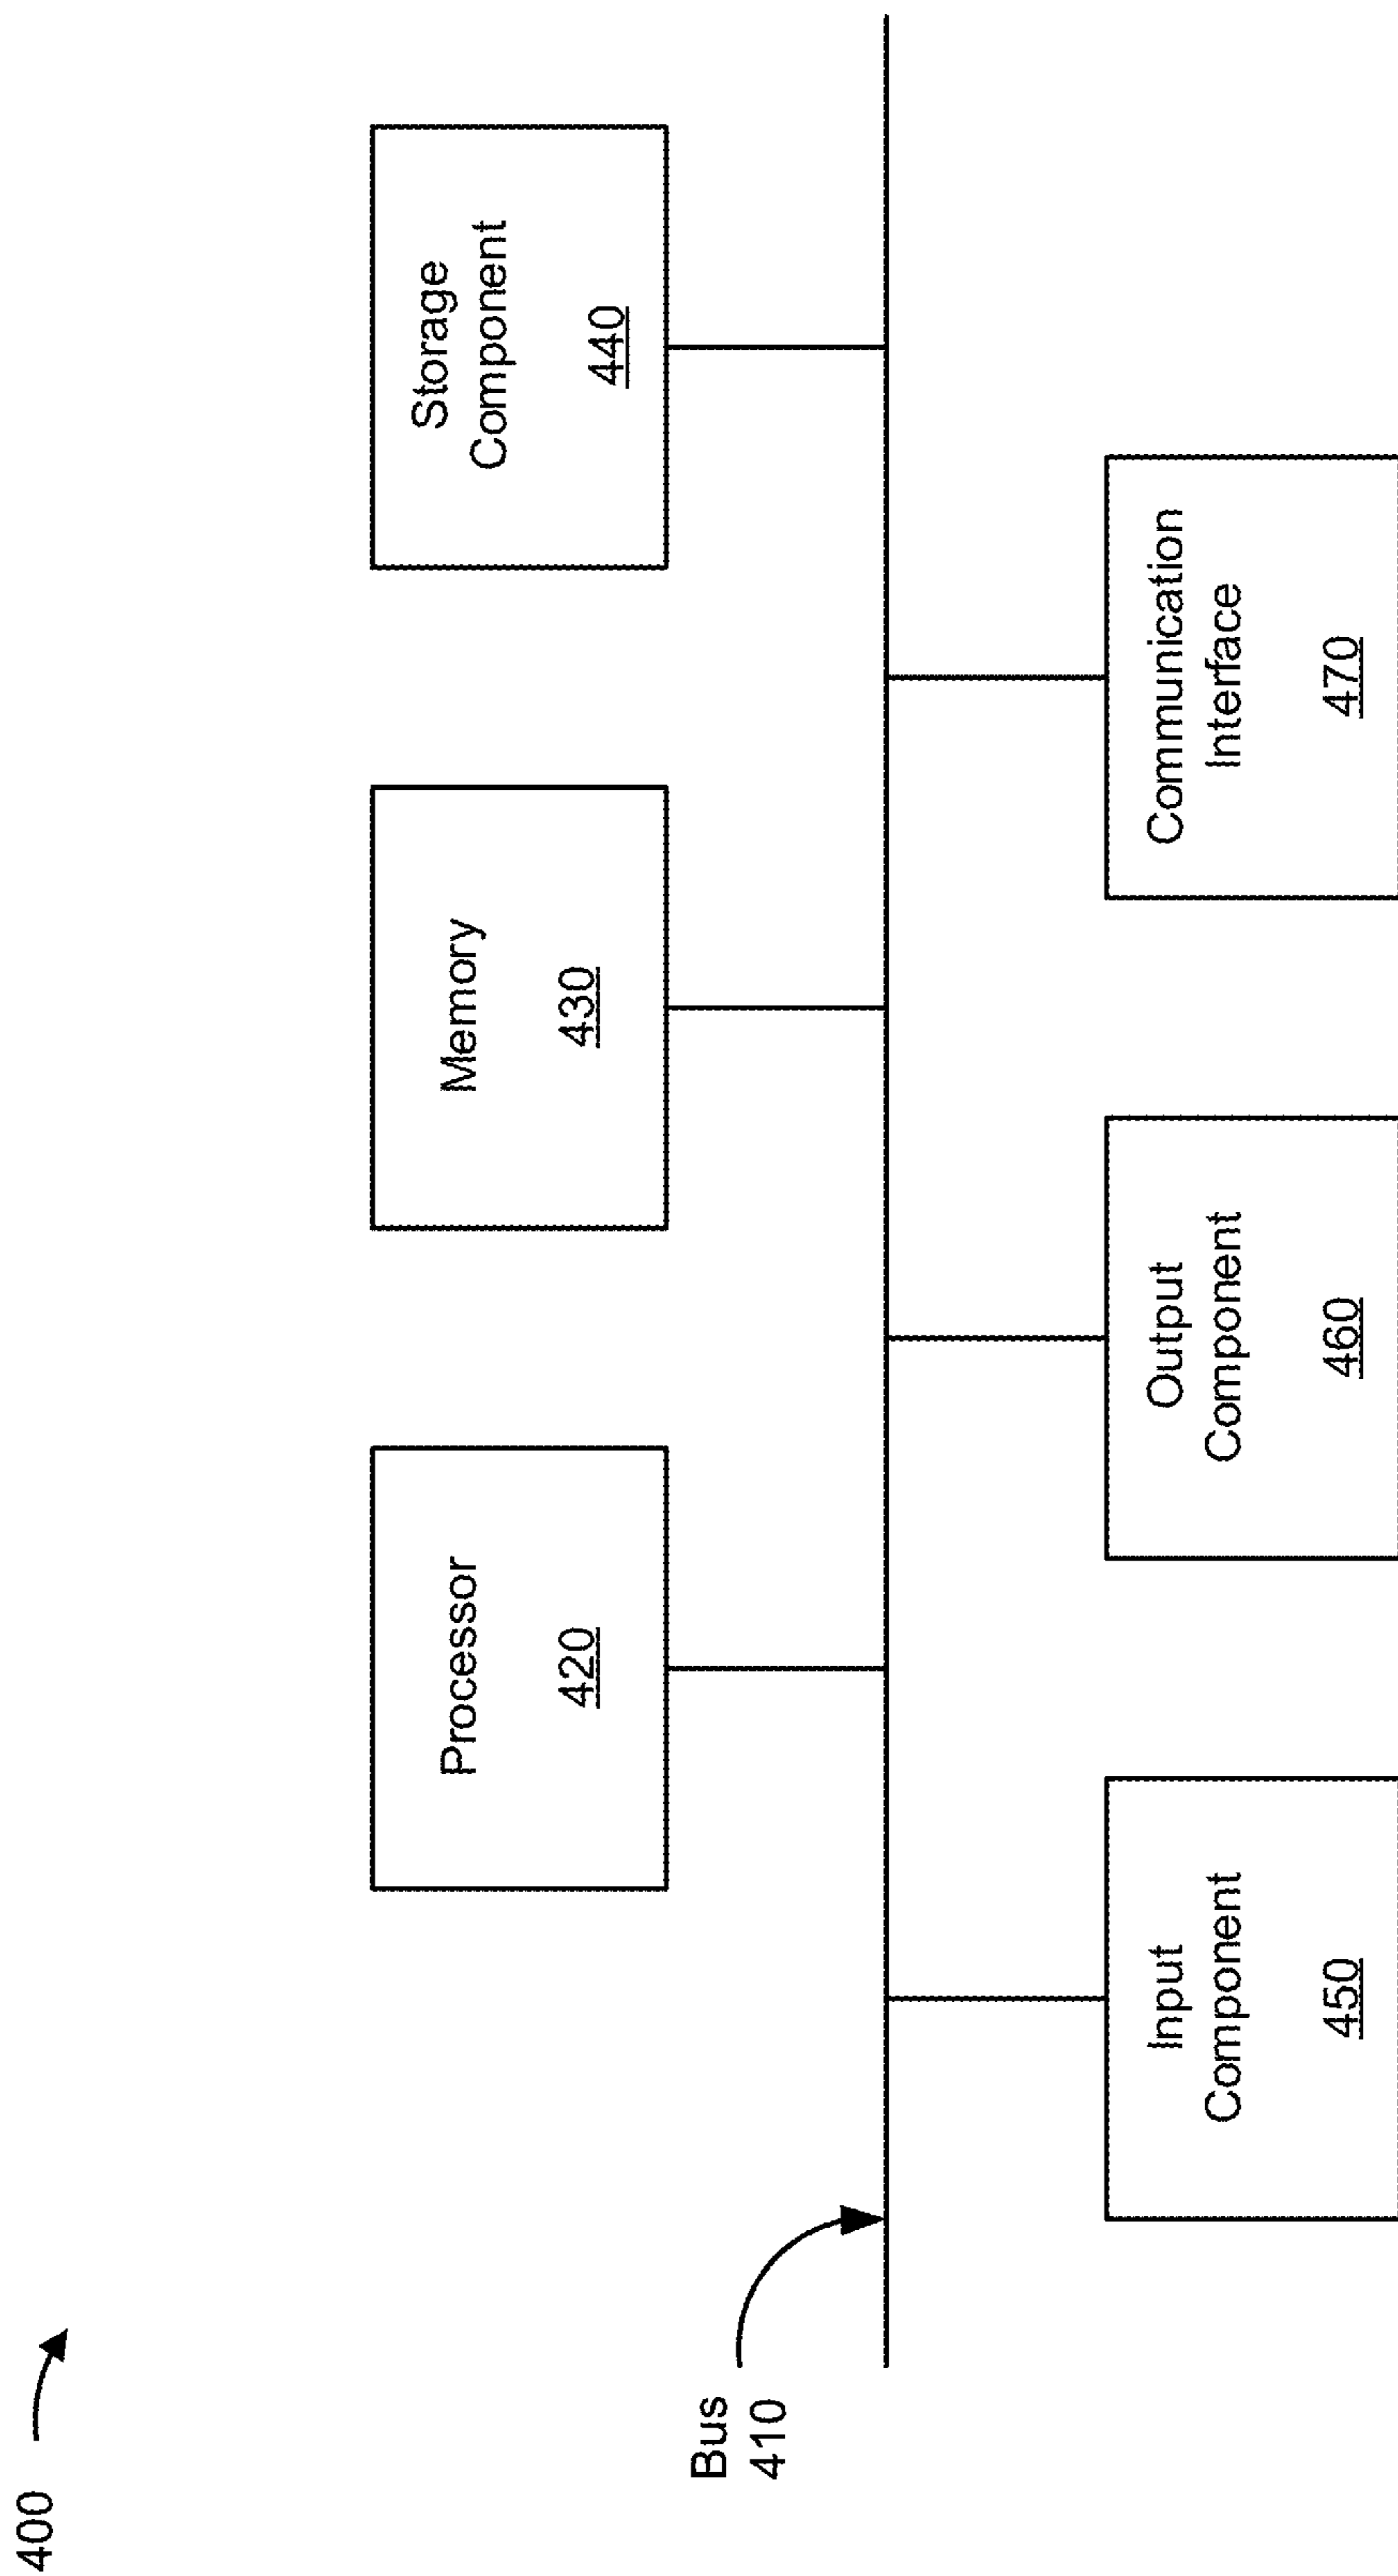 400
Processor
420
Memory
430
Storage
Component
440
Bus
410
Input
Component
450
Output
Component
460
Communication
Interface
470